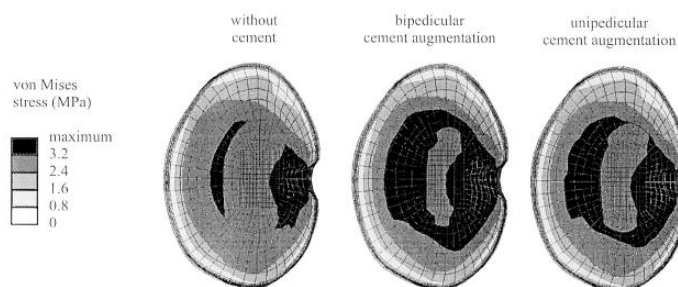 without
cement
bipedicular
cement augmentation
unipedicular
cement augmentation
von Mises
stress (MPa)
maximum
3.2
2.4
1.6
0.8
0